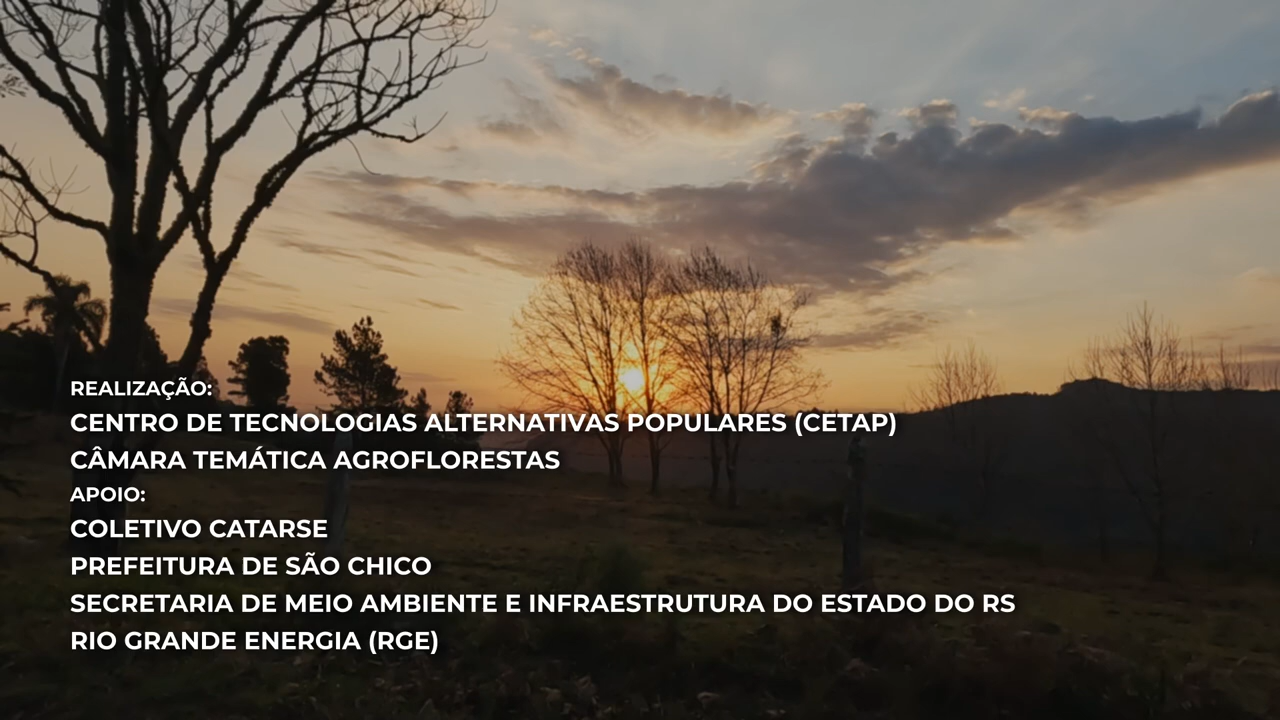 REALIZAÇÃO:
CENTRO DE TECNOLOGIAS ALTERNATIVAS POPULARES (CETAP)
CÂMARA TEMÁTICA AGROFLORESTAS
APOIO:
COLETIVO CATARSE
PREFEITURA DE SÃO CHICO
SECRETARIA DE MEIO AMBIENTE E INFRAESTRUTURA DO ESTADO DO RS
RIO GRANDE ENERGIA (RGE)